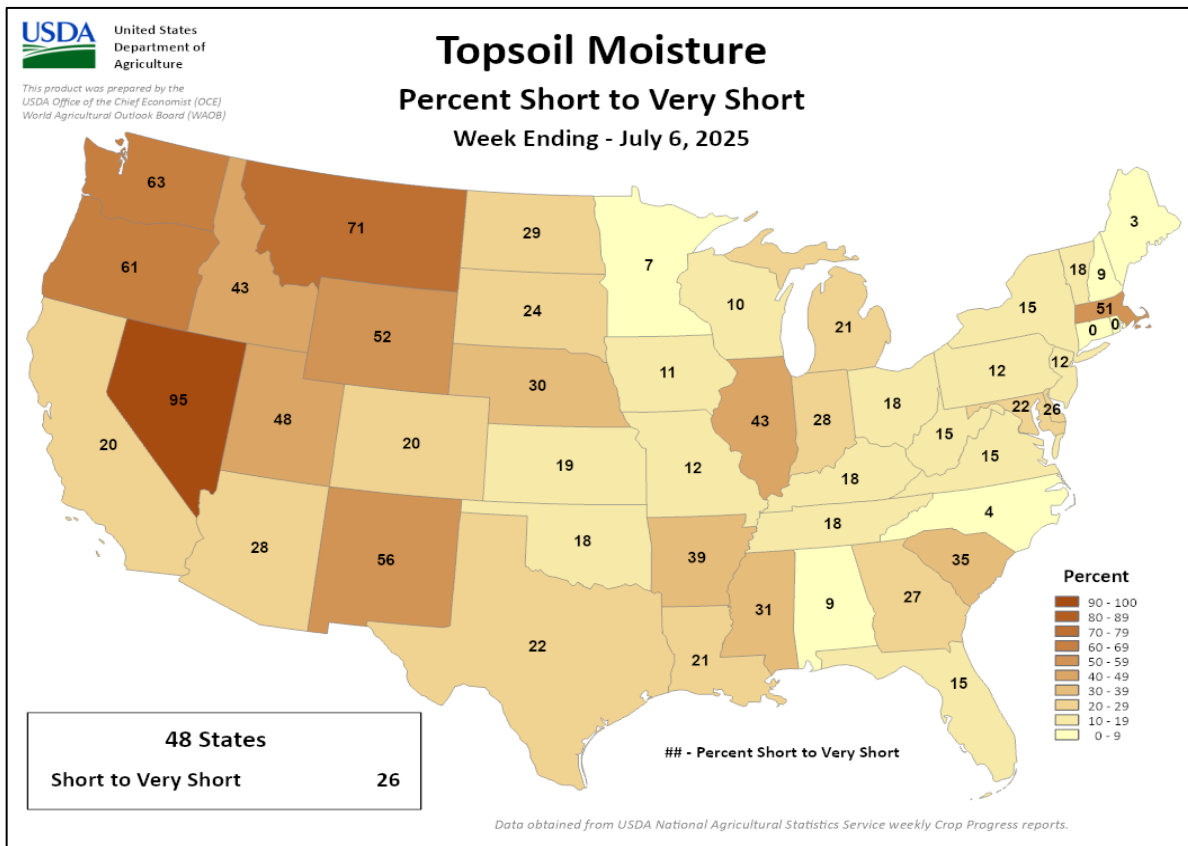 USDA
United States
Department of
Agriculture
This product was prepared by the
USDA Office of the Chief Economist (OCE)
World Agricultural Outlook Board (WAOB)
Topsoil Moisture
Percent Short to Very Short
Week Ending - July 6, 2025
63
71
29
7
3
61
43
52
24
10
21
15
18
9
51
0
0
95
48
20
30
11
43
28
18
12
12
22
26
20
19
12
18
15
15
28
56
18
39
18
4
35
22
21
31
9
27
15
Percent
90 - 100
80 - 89
70 - 79
60 - 69
50 - 59
40 - 49
30 - 39
20 - 29
10 - 19
0 - 9
48 States
Short to Very Short 26
## - Percent Short to Very Short
Data obtained from USDA National Agricultural Statistics Service weekly Crop Progress reports.